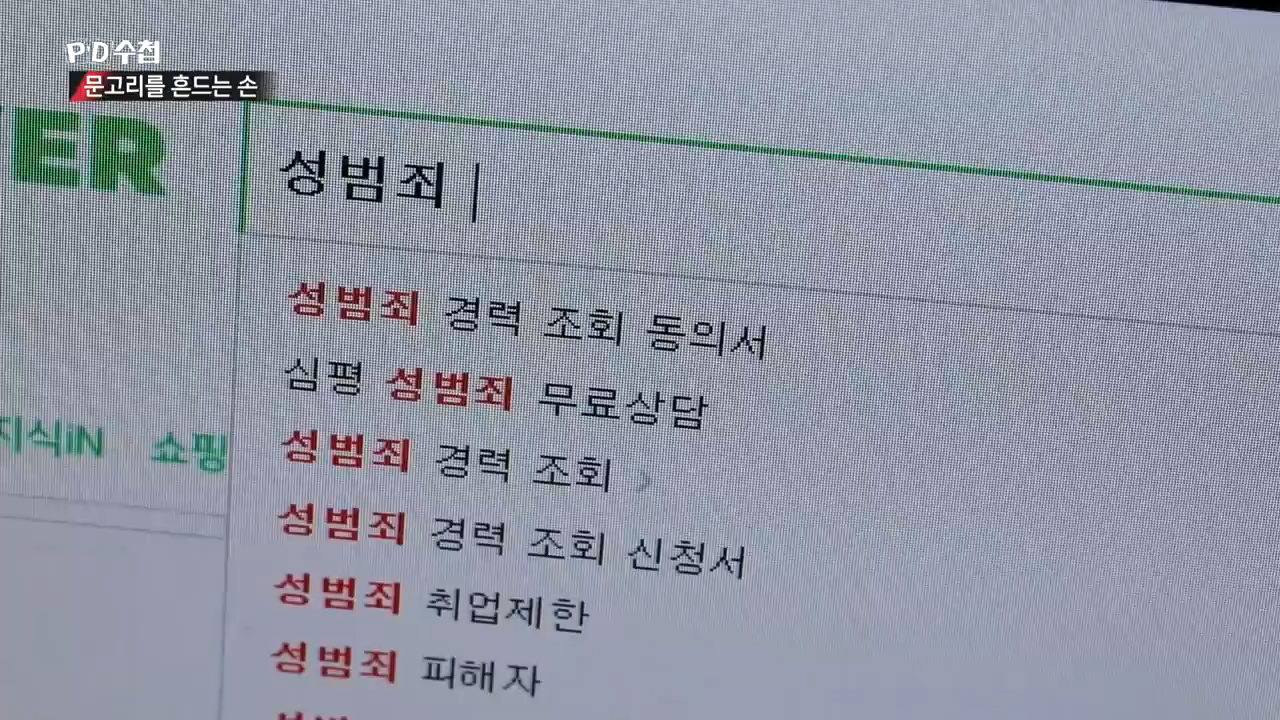 PD수첩
문고리를 흔드는 손
ER
성범죄
성범죄 경력 조회 동의서
심평 성범죄 무료상담
성범죄 경력 조회
성범죄 경력 조회 신청서
성범죄 취업제한
성범죄 피해자
지식iN 쇼핑